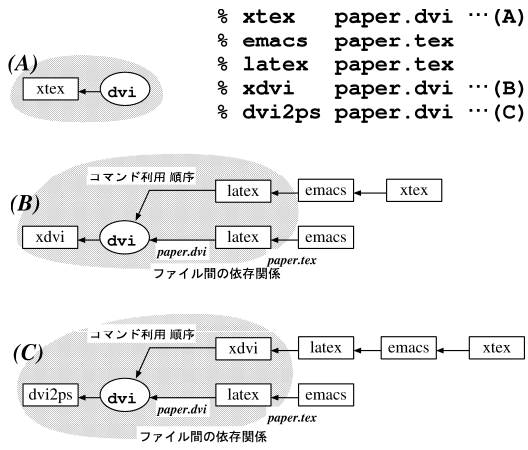 % xtex paper.dvi …(A)
% emacs paper.tex
% latex paper.tex
% xdvi paper.dvi …(B)
% dvi2ps paper.dvi …(C)
(A)
xtex dvi
(B)
コマンド利用 順序
latex emacs xtex
xdvi dvi latex emacs
paper.dvi paper.tex
ファイル間の依存関係
(C)
コマンド利用 順序
xdvi latex emacs xtex
dvi2ps dvi latex emacs
paper.dvi paper.tex
ファイル間の依存関係